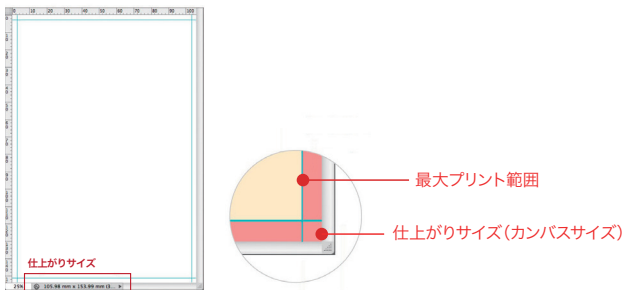 0 10 20 30 40 50 60 70 80 90 100
最大プリント範囲
仕上がりサイズ（カンバスサイズ）
仕上がりサイズ
25% 105.98 mm x 153.99 mm (3...